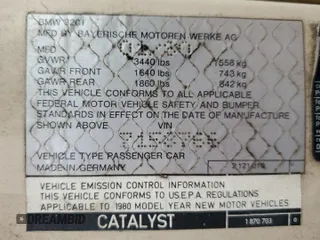 BMW 320i
MFD BY BAYERISCHE MOTOREN WERKE AG
MFD
GVWR 3440 lbs 1558 kg
GAWR FRONT 1640 lbs 743 kg
GAWR REAR 1860 lbs 842 kg
THIS VEHICLE CONFORMS TO ALL APPLICABLE
FEDERAL MOTOR VEHICLE SAFETY AND BUMPER
STANDARDS IN EFFECT ON THE DATE OF MANUFACTURE
SHOWN ABOVE VIN
VEHICLE TYPE PASSENGER CAR
MADE IN GERMANY
VEHICLE EMISSION CONTROL INFORMATION
THIS VEHICLE CONFORMS TO U.S.E.P.A. REGULATIONS
APPLICABLE TO 1980 MODEL YEAR NEW MOTOR VEHICLES
CATALYST 1 870 703
DREAMBID